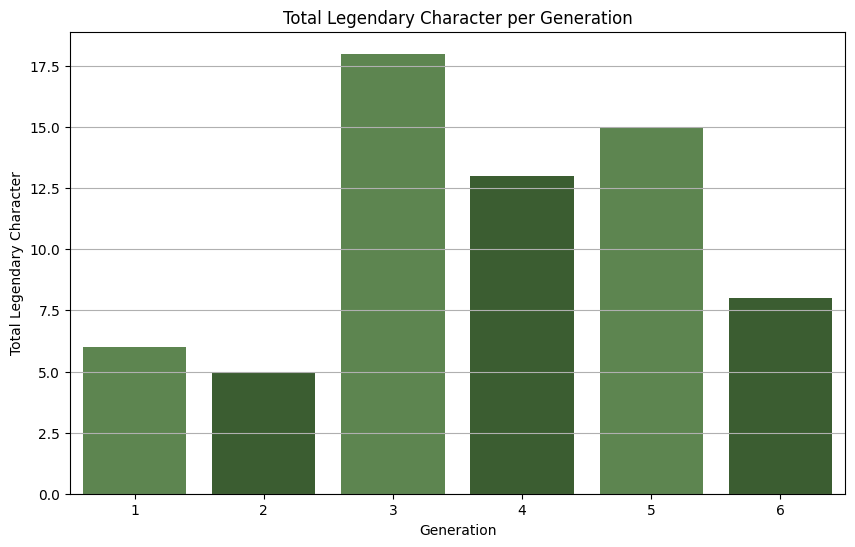 Total Legendary Character per Generation
17.5
15.0
12.5
10.0
7.5
5.0
2.5
0.0
Total Legendary Character
1 2 3 4 5 6
Generation